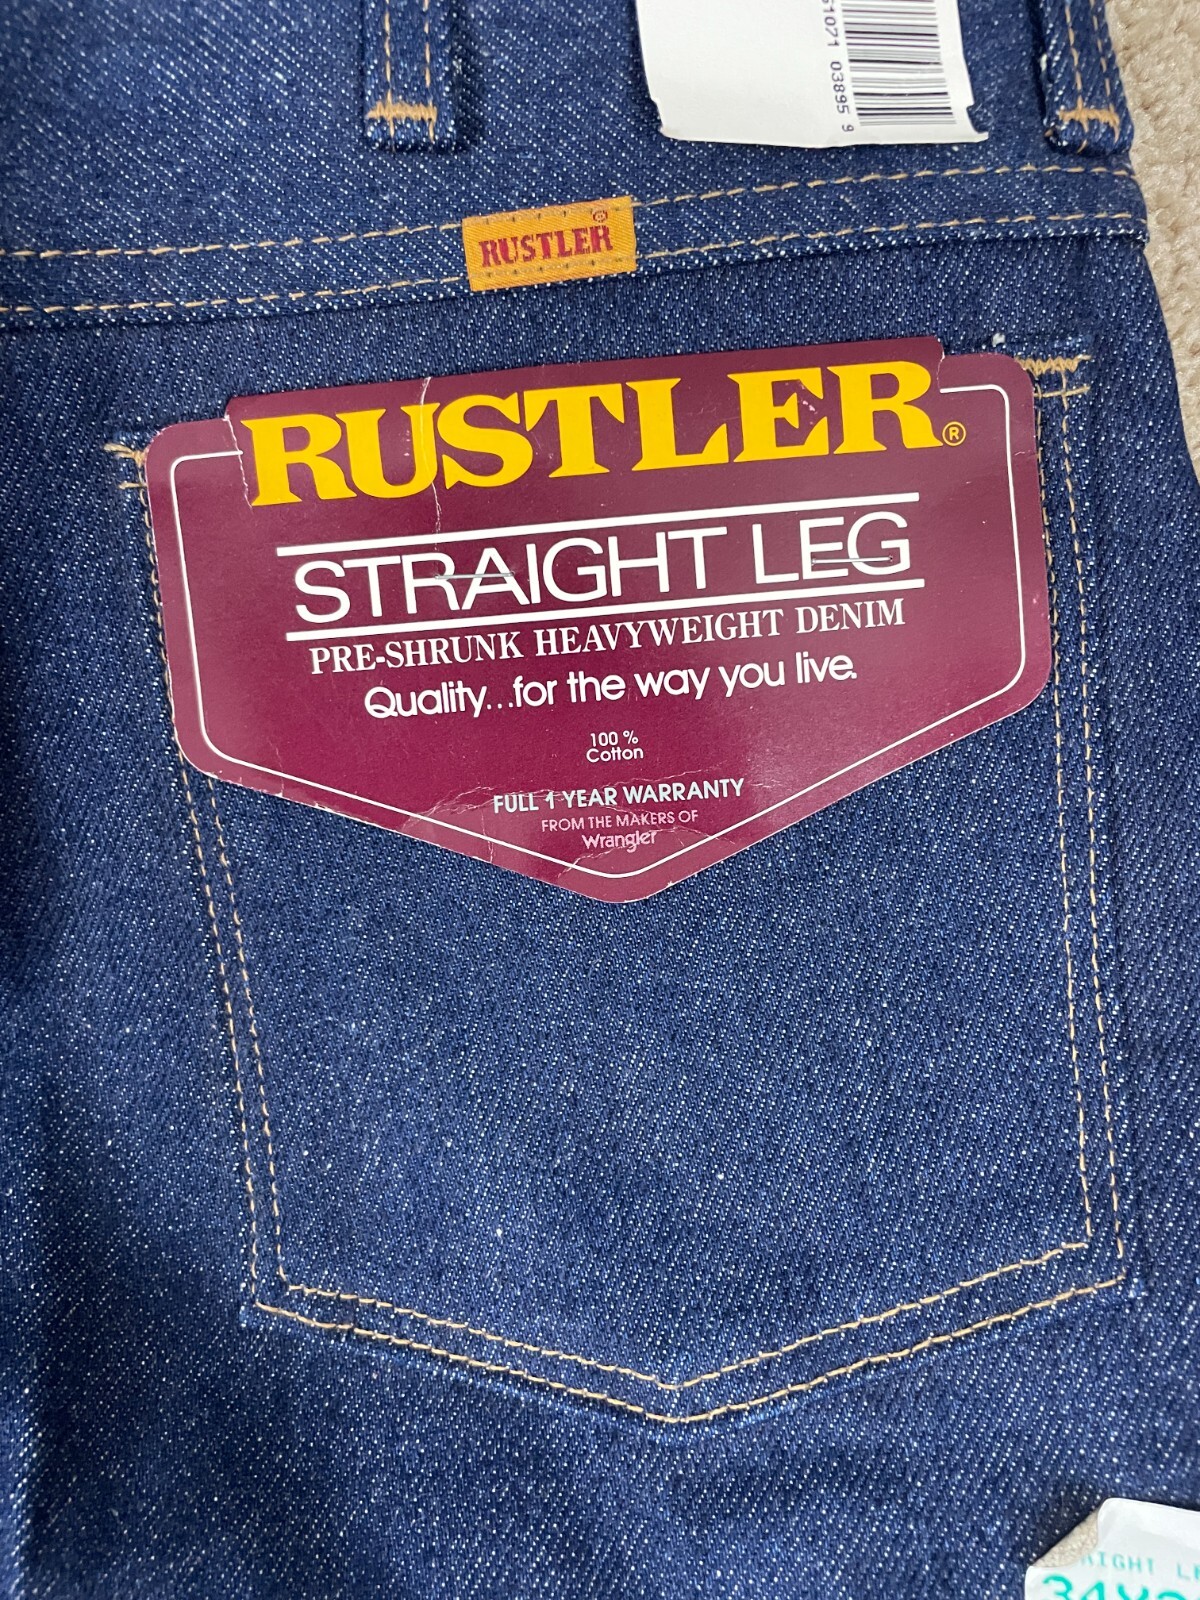 61071 03895 9
RUSTLER®
RUSTLER®
STRAIGHT LEG
PRE-SHRUNK HEAVYWEIGHT DENIM
Quality...for the way you live.
100 %
Cotton
FULL 1 YEAR WARRANTY
FROM THE MAKERS OF
Wrangler